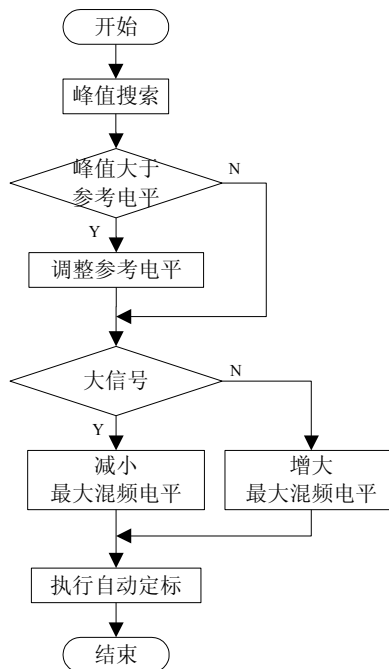 开始
峰值搜索
峰值大于
参考电平
N
Y
调整参考电平
大信号
N
Y
减小
最大混频电平
增大
最大混频电平
执行自动定标
结束